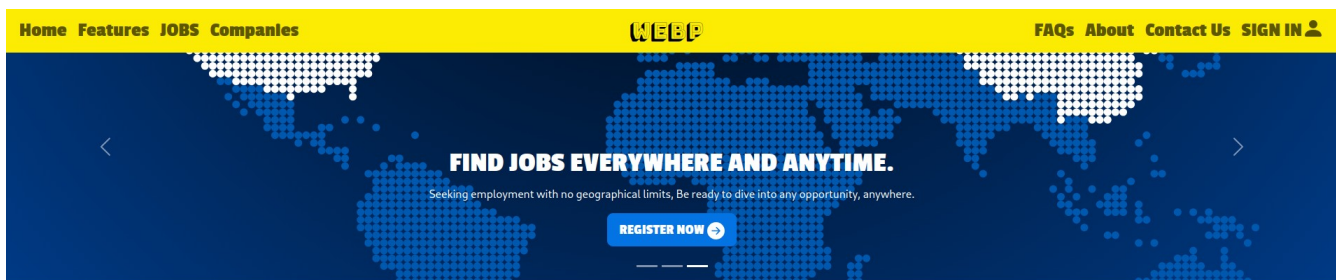 Home Features JOBS Companies WEBP FAQs About Contact Us SIGN IN
FIND JOBS EVERYWHERE AND ANYTIME.
Seeking employment with no geographical limits, Be ready to dive into any opportunity, anywhere.
REGISTER NOW